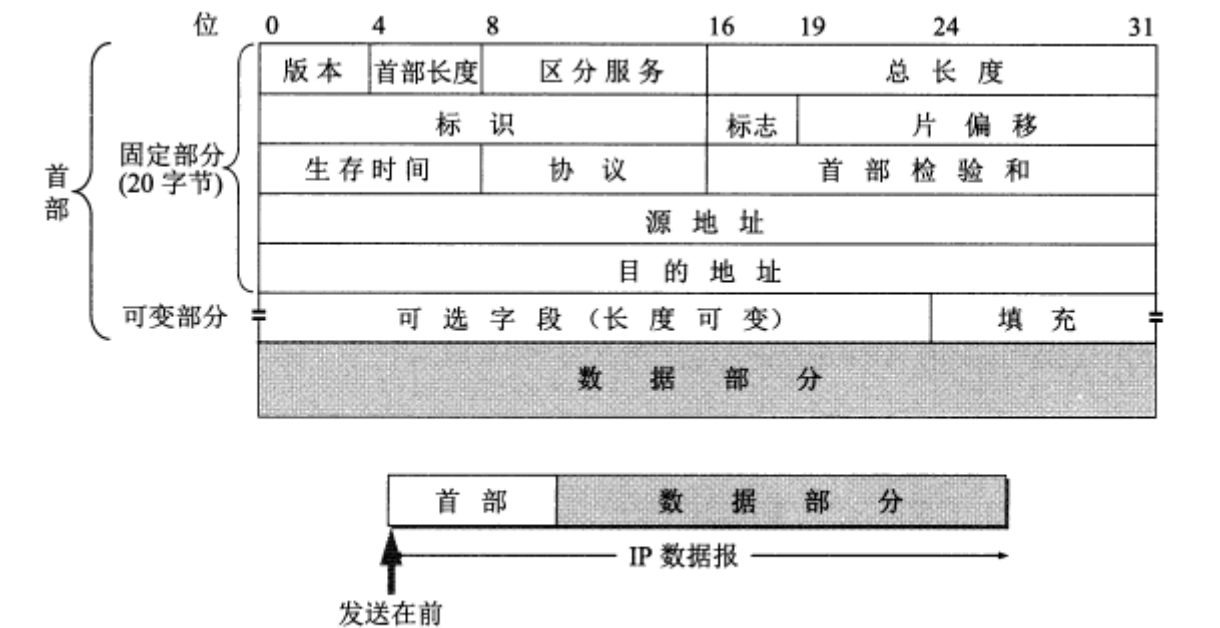 位 0 4 8 16 19 24 31
版本 首部长度 区分服务 总长度
标识 标志 片偏移
固定部分
(20 字节)
首部
生存时间 协议 首部检验和
源地址
目的地址
可变部分 可选字段（长度可变） 填充
数据部分
首部 数据部分
IP 数据报
发送在前